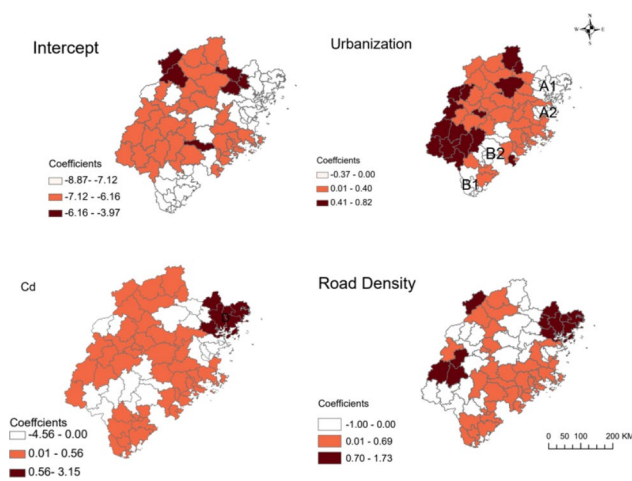 Intercept
Coefficients
-8.87- -7.12
-7.12 - -6.16
-6.16 - -3.97
Urbanization
N
W
E
S
A1
A2
B2
B1
Coefficients
-0.37 - 0.00
0.01 - 0.40
0.41 - 0.82
Cd
Coeffcients
-4.56 - 0.00
0.01 - 0.56
0.56- 3.15
Road Density
Coefficients
-1.00 - 0.00
0.01 - 0.69
0.70 - 1.73
0 50 100 200 KM